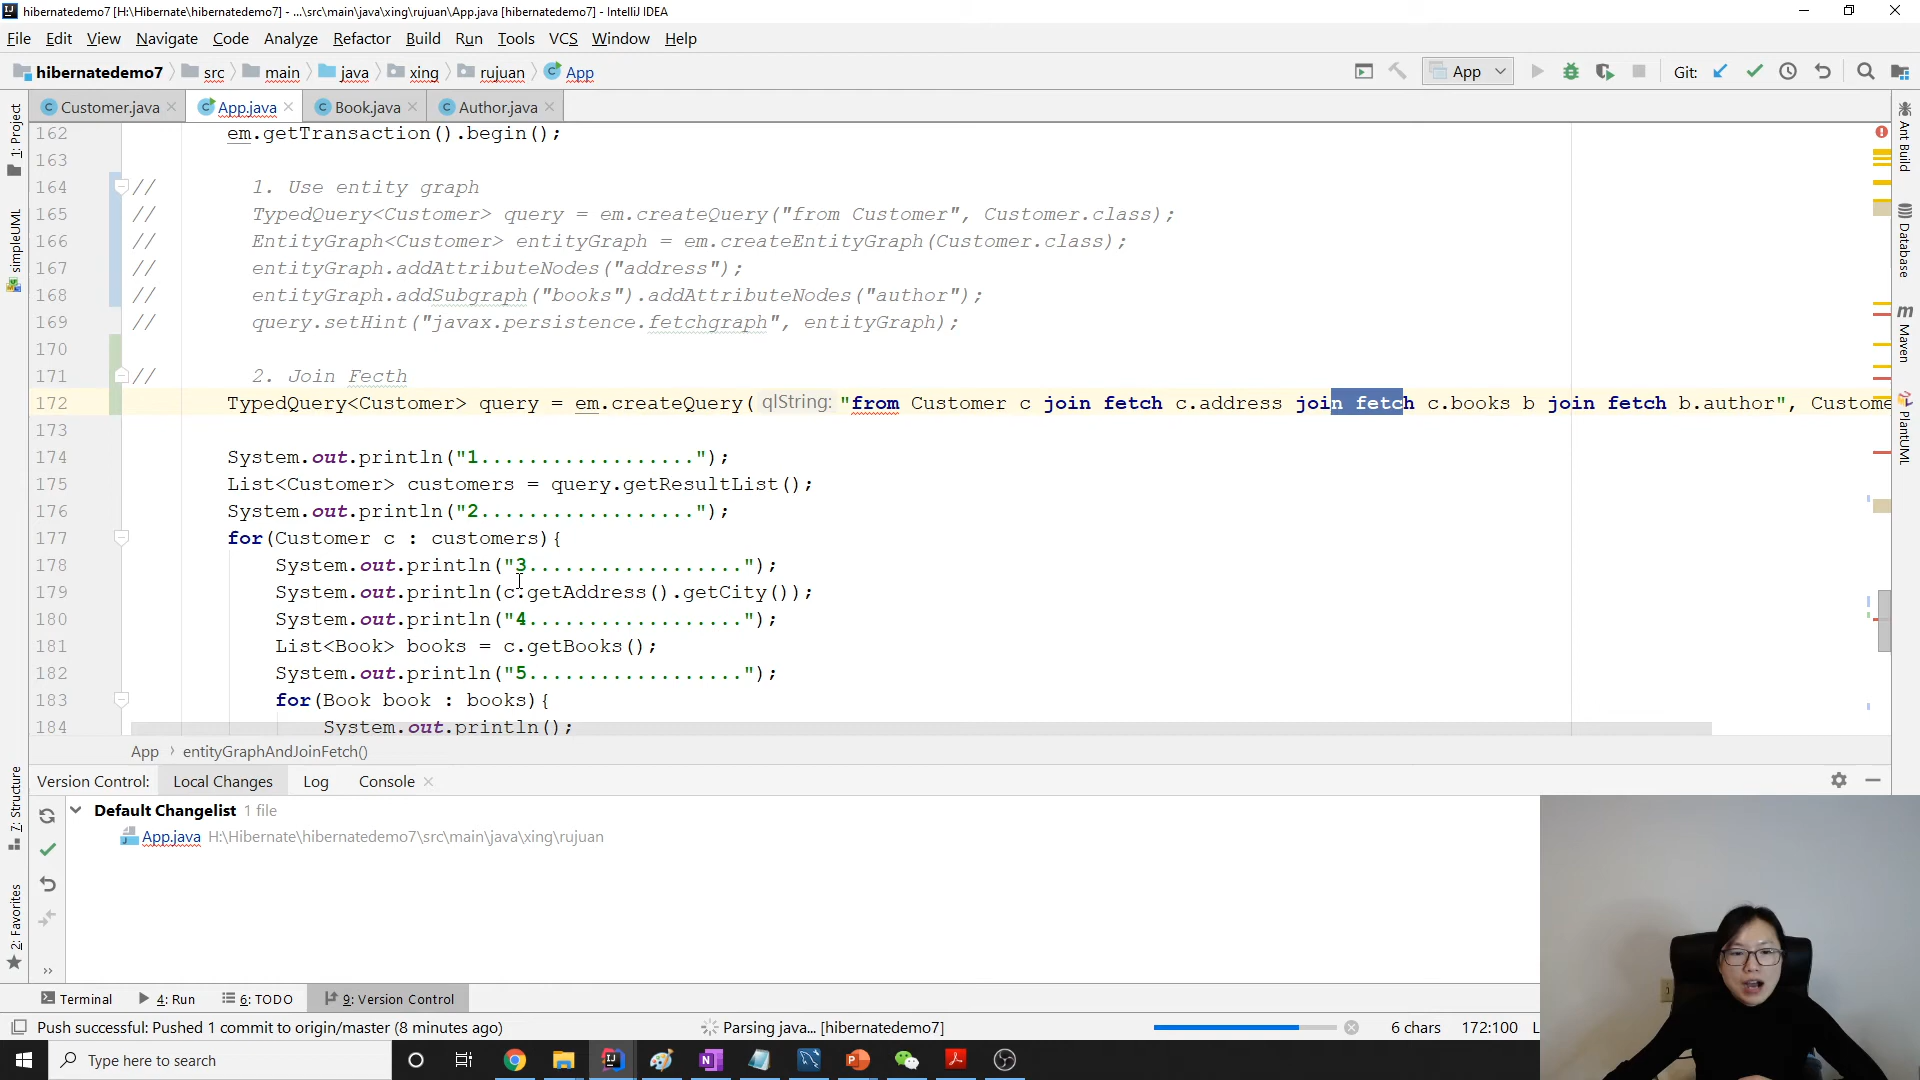 hibernatedemo7 [H:\Hibernate\hibernatedemo7] - ...\src\main\java\xing\rujuan\App.java [hibernatedemo7] - IntelliJ IDEA
File Edit View Navigate Code Analyze Refactor Build Run Tools VCS Window Help
hibernatedemo7 src main java xing rujuan App
App
Git:
Customer.java App.java Book.java Author.java
1: Project
simpleUML
7: Structure
2: Favorites
Ant Build
Database
Maven
PlantUML
162 em.getTransaction().begin();
163
164 // 1. Use entity graph
165 // TypedQuery<Customer> query = em.createQuery("from Customer", Customer.class);
166 // EntityGraph<Customer> entityGraph = em.createEntityGraph(Customer.class);
167 // entityGraph.addAttributeNodes("address");
168 // entityGraph.addSubgraph("books").addAttributeNodes("author");
169 // query.setHint("javax.persistence.fetchgraph", entityGraph);
170
171 // 2. Join Fecth
172 TypedQuery<Customer> query = em.createQuery( qlString: "from Customer c join fetch c.address join fetch c.books b join fetch b.author", Custome
173
174 System.out.println("1..................");
175 List<Customer> customers = query.getResultList();
176 System.out.println("2..................");
177 for(Customer c : customers){
178 System.out.println("3..................");
179 System.out.println(c.getAddress().getCity());
180 System.out.println("4..................");
181 List<Book> books = c.getBooks();
182 System.out.println("5..................");
183 for(Book book : books){
184 System.out.println();
App entityGraphAndJoinFetch()
Version Control: Local Changes Log Console
Default Changelist 1 file
App.java H:\Hibernate\hibernatedemo7\src\main\java\xing\rujuan
Terminal 4: Run 6: TODO 9: Version Control
Push successful: Pushed 1 commit to origin/master (8 minutes ago) Parsing java... [hibernatedemo7] 6 chars 172:100
Type here to search